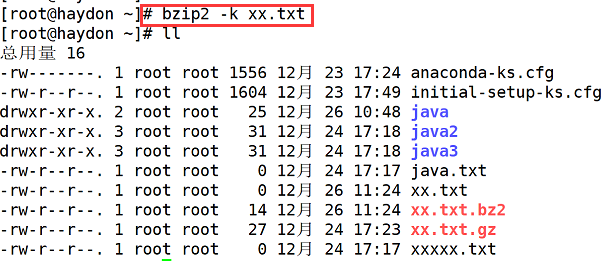 [root@haydon ~]# bzip2 -k xx.txt
[root@haydon ~]# ll
总用量 16
-rw-------. 1 root root 1556 12月 23 17:24 anaconda-ks.cfg
-rw-r--r--. 1 root root 1604 12月 23 17:49 initial-setup-ks.cfg
drwxr-xr-x. 2 root root   25 12月 26 10:48 java
drwxr-xr-x. 3 root root   31 12月 24 17:18 java2
drwxr-xr-x. 3 root root   31 12月 24 17:18 java3
-rw-r--r--. 1 root root    0 12月 24 17:17 java.txt
-rw-r--r--. 1 root root    0 12月 26 11:24 xx.txt
-rw-r--r--. 1 root root   14 12月 26 11:24 xx.txt.bz2
-rw-r--r--. 1 root root   27 12月 24 17:23 xx.txt.gz
-rw-r--r--. 1 root root    0 12月 24 17:17 xxxxx.txt